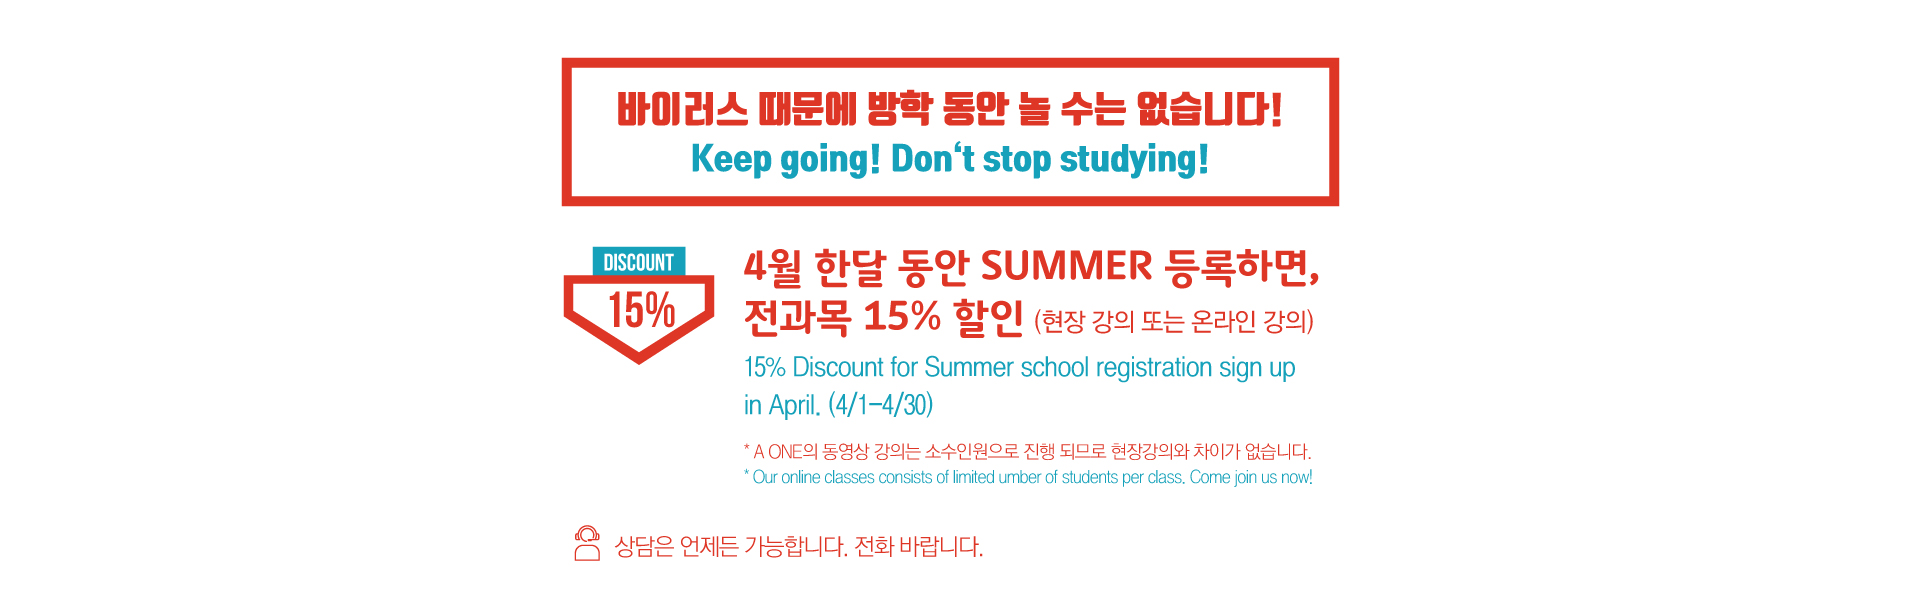 바이러스 때문에 방학 동안 놀 수는 없습니다!
Keep going! Don‘t stop studying!
DISCOUNT
15%
4월 한달 동안 SUMMER 등록하면,
전과목 15% 할인 (현장 강의 또는 온라인 강의)
15% Discount for Summer school registration sign up
in April. (4/1–4/30)
* A ONE의 동영상 강의는 소수인원으로 진행 되므로 현장강의와 차이가 없습니다.
* Our online classes consists of limited umber of students per class. Come join us now!
상담은 언제든 가능합니다. 전화 바랍니다.